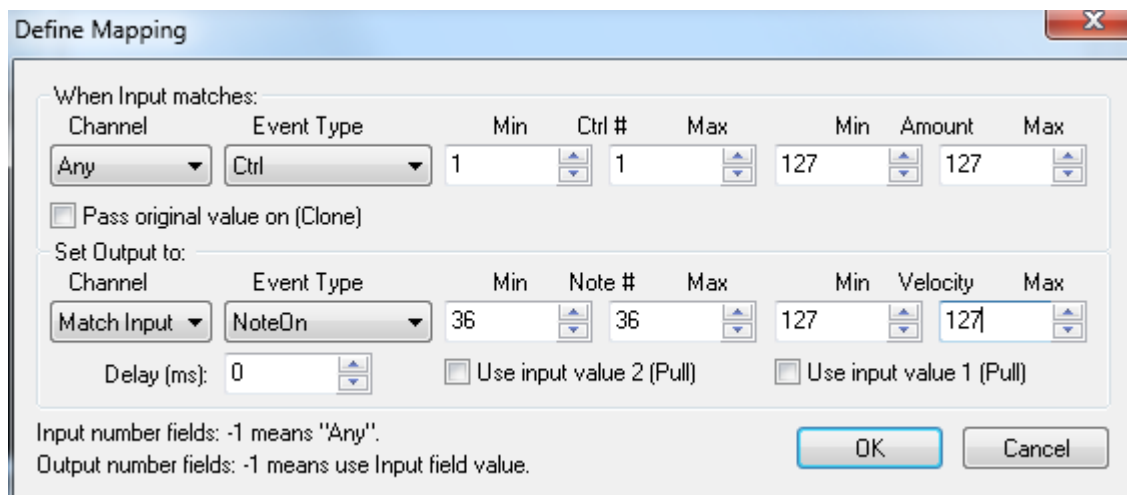 Define Mapping
When Input matches:
Channel Event Type Min Ctrl # Max Min Amount Max
Any Ctrl 1 1 127 127
Pass original value on (Clone)
Set Output to:
Channel Event Type Min Note # Max Min Velocity Max
Match Input NoteOn 36 36 127 127
Delay (ms): 0 Use input value 2 (Pull) Use input value 1 (Pull)
Input number fields: -1 means "Any".
Output number fields: -1 means use Input field value.
OK Cancel